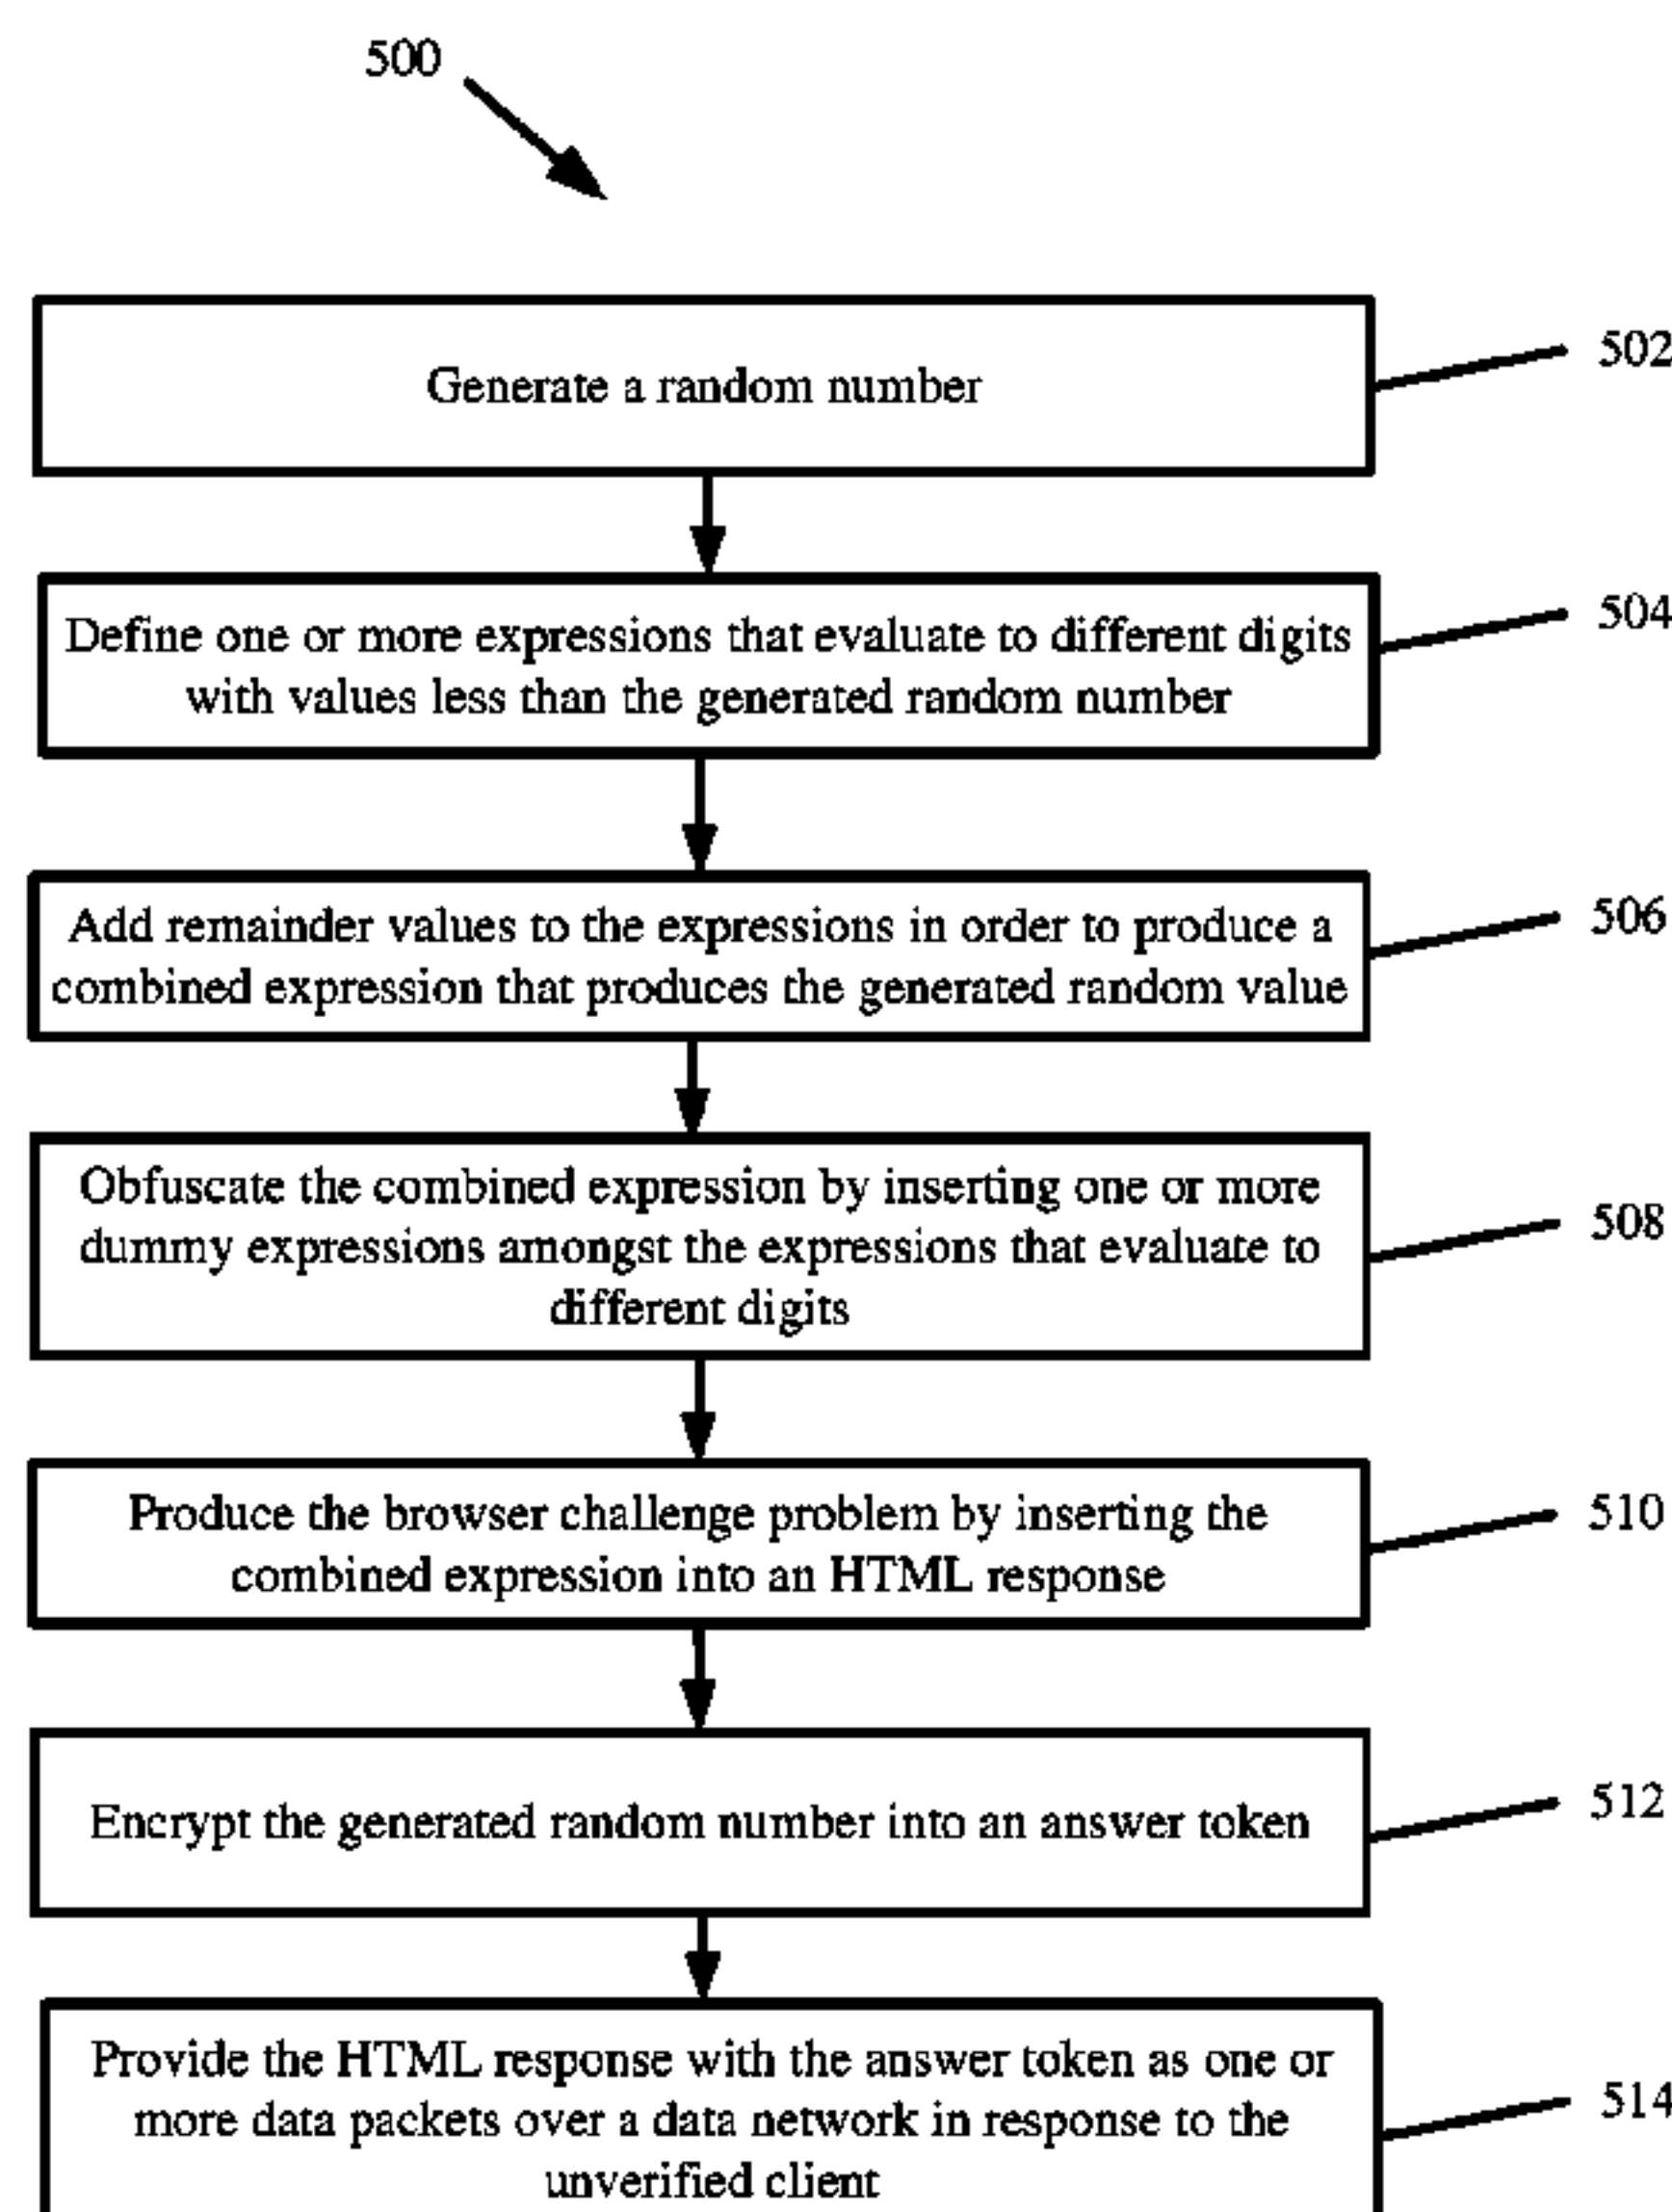 500
Generate a random number
502
Define one or more expressions that evaluate to different digits
with values less than the generated random number
504
Add remainder values to the expressions in order to produce a
combined expression that produces the generated random value
506
Obfuscate the combined expression by inserting one or more
dummy expressions amongst the expressions that evaluate to
different digits
508
Produce the browser challenge problem by inserting the
combined expression into an HTML response
510
Encrypt the generated random number into an answer token
512
Provide the HTML response with the answer token as one or
more data packets over a data network in response to the
unverified client
514